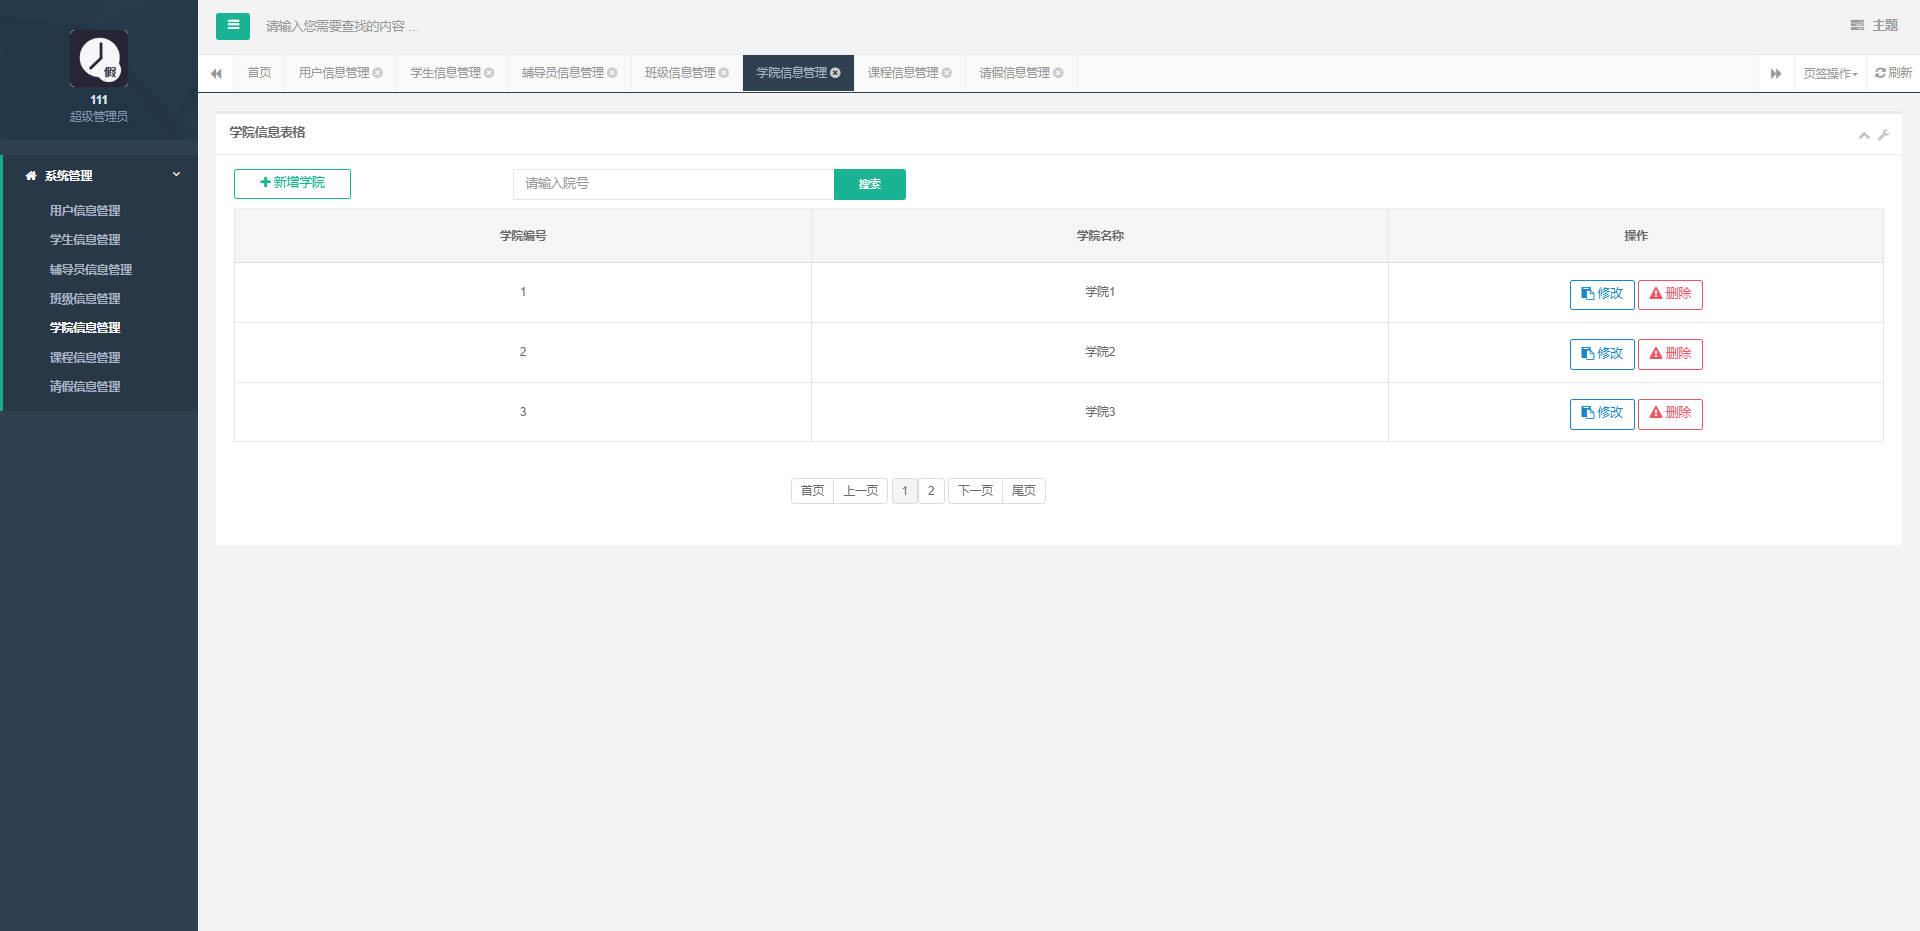 请输入您需要查找的内容 …
主题
假
111
超级管理员
首页 用户信息管理 学生信息管理 辅导员信息管理 班级信息管理 学院信息管理 课程信息管理 请假信息管理 页签操作 刷新
系统管理
用户信息管理
学生信息管理
辅导员信息管理
班级信息管理
学院信息管理
课程信息管理
请假信息管理
学院信息表格
新增学院 请输入院号 搜索
学院编号 学院名称 操作
1 学院1 修改 删除
2 学院2 修改 删除
3 学院3 修改 删除
首页 上一页 1 2 下一页 尾页